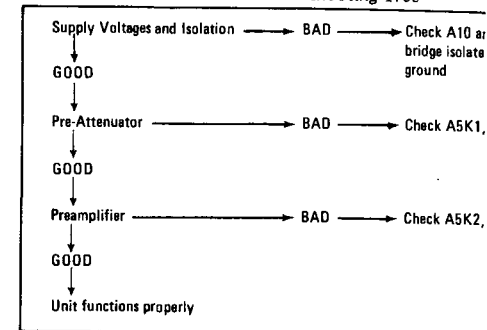 Supply Voltages and Isolation BAD Check A10
bridge isolate
GOOD ground
Pre-Attenuator BAD Check A5K1,
GOOD
Preamplifier BAD Check A5K2,
GOOD
Unit functions properly